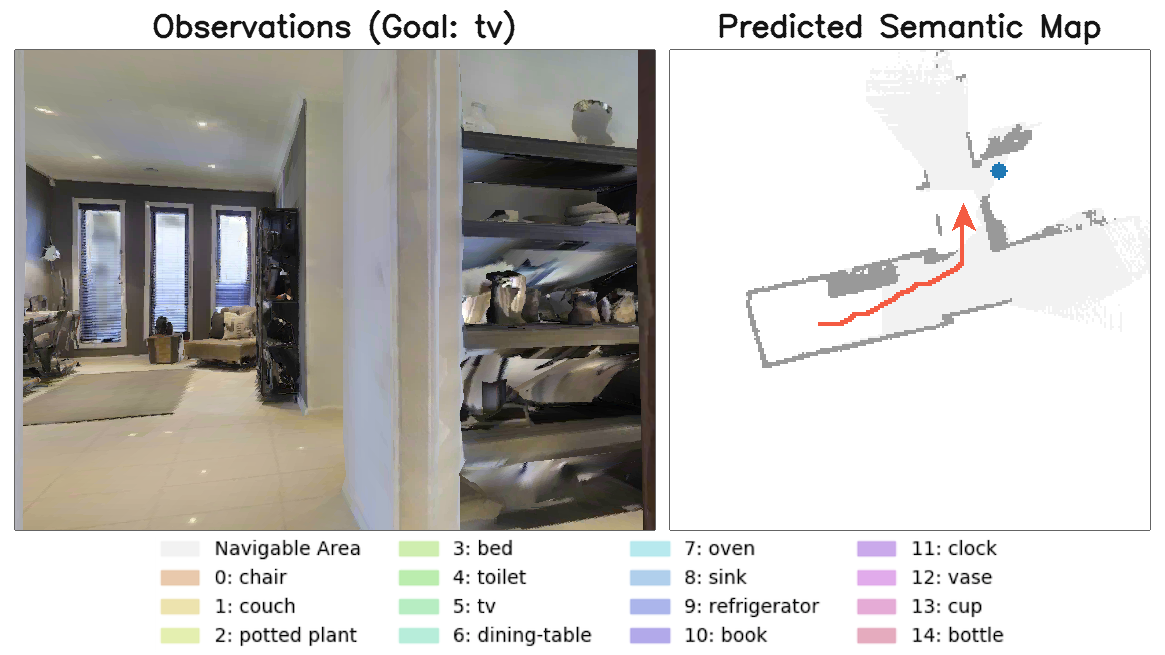 Observations (Goal: tv)
Predicted Semantic Map
Navigable Area
0: chair
1: couch
2: potted plant
3: bed
4: toilet
5: tv
6: dining-table
7: oven
8: sink
9: refrigerator
10: book
11: clock
12: vase
13: cup
14: bottle